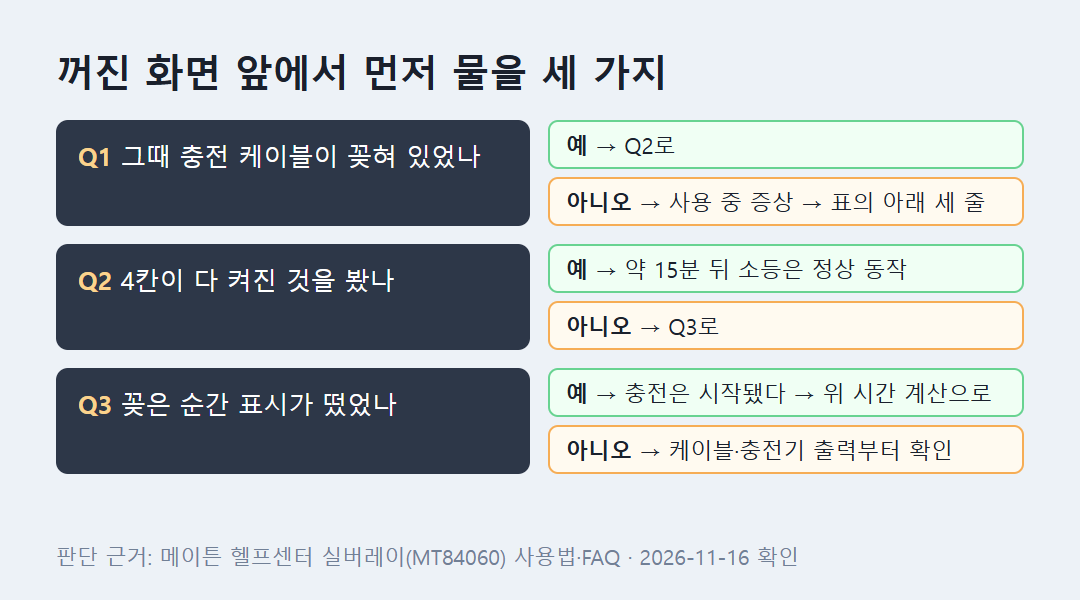 꺼진 화면 앞에서 먼저 물을 세 가지
Q1 그때 충전 케이블이 꽂혀 있었나
예 → Q2로
아니오 → 사용 중 증상 → 표의 아래 세 줄
Q2 4칸이 다 켜진 것을 봤나
예 → 약 15분 뒤 소등은 정상 동작
아니오 → Q3로
Q3 꽂은 순간 표시가 떴었나
예 → 충전은 시작됐다 → 위 시간 계산으로
아니오 → 케이블·충전기 출력부터 확인
판단 근거: 메이튼 헬프센터 실버레이(MT84060) 사용법·FAQ · 2026-11-16 확인